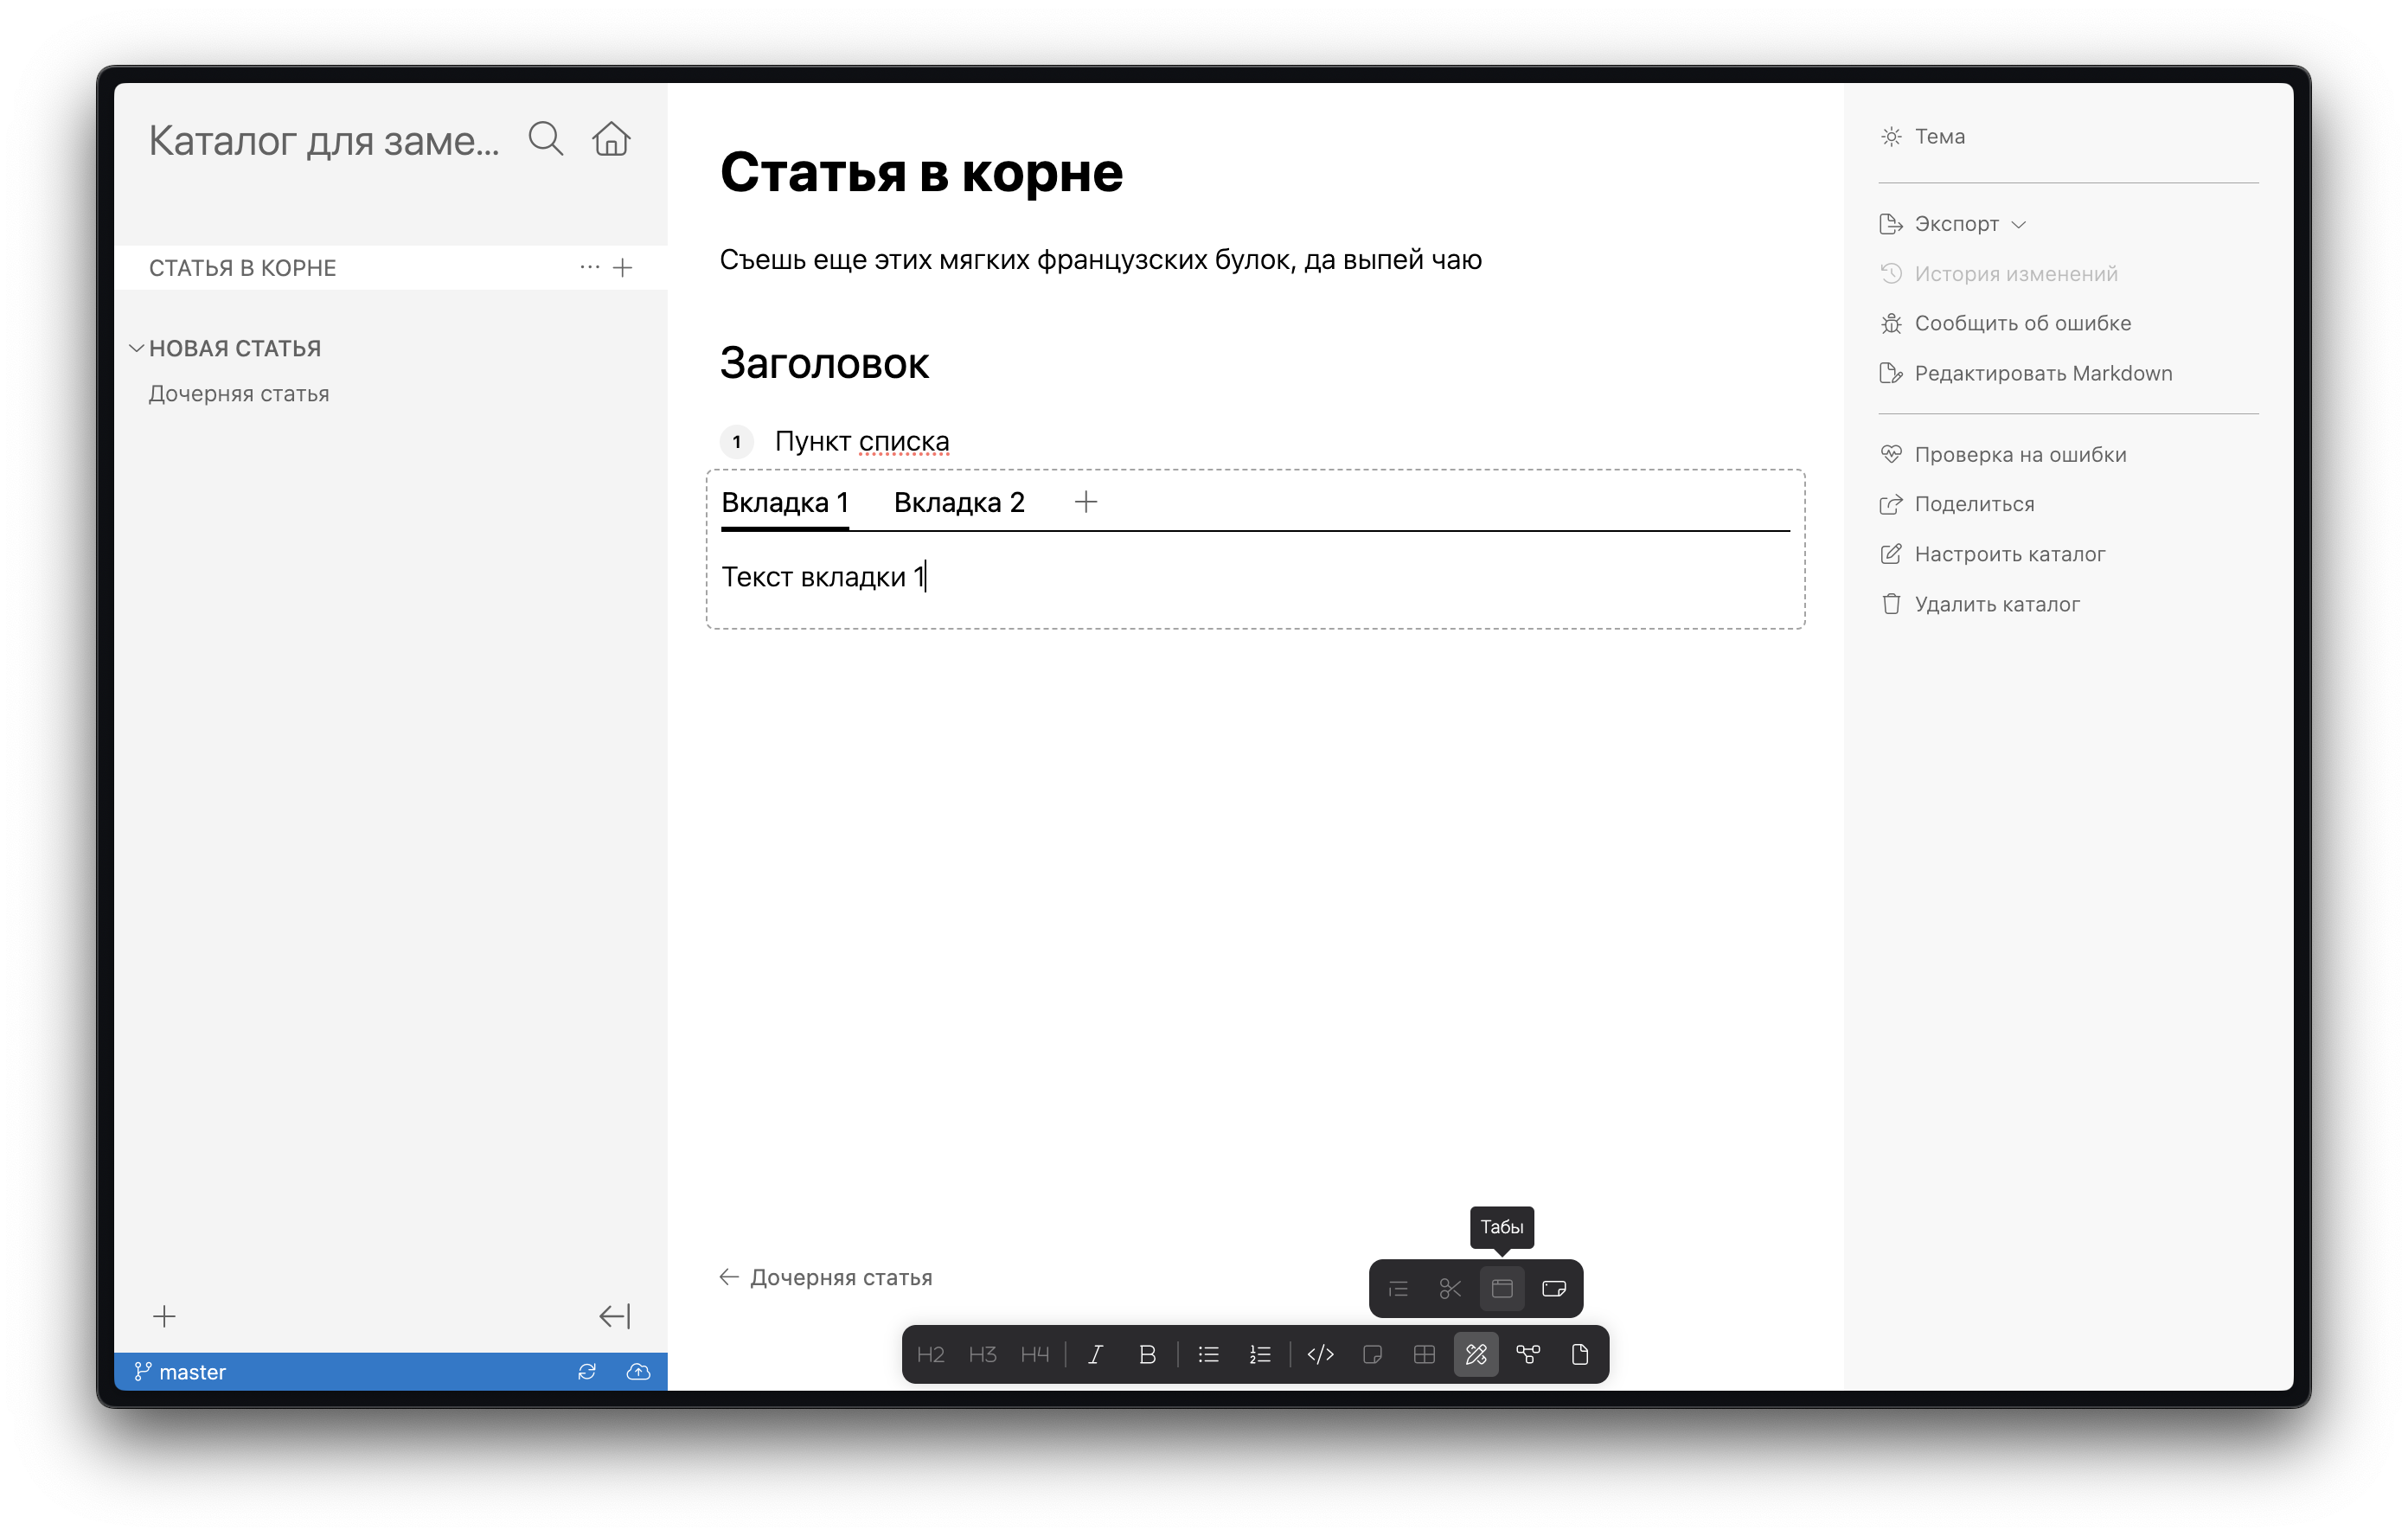 Каталог для заме...
СТАТЬЯ В КОРНЕ
НОВАЯ СТАТЬЯ
Дочерняя статья
master
Статья в корне
Съешь еще этих мягких французских булок, да выпей чаю
Заголовок
1 Пункт списка
Вкладка 1 Вкладка 2
Текст вкладки 1
Дочерняя статья
Табы
H2 H3 H4 I B
Тема
Экспорт
История изменений
Сообщить об ошибке
Редактировать Markdown
Проверка на ошибки
Поделиться
Настроить каталог
Удалить каталог